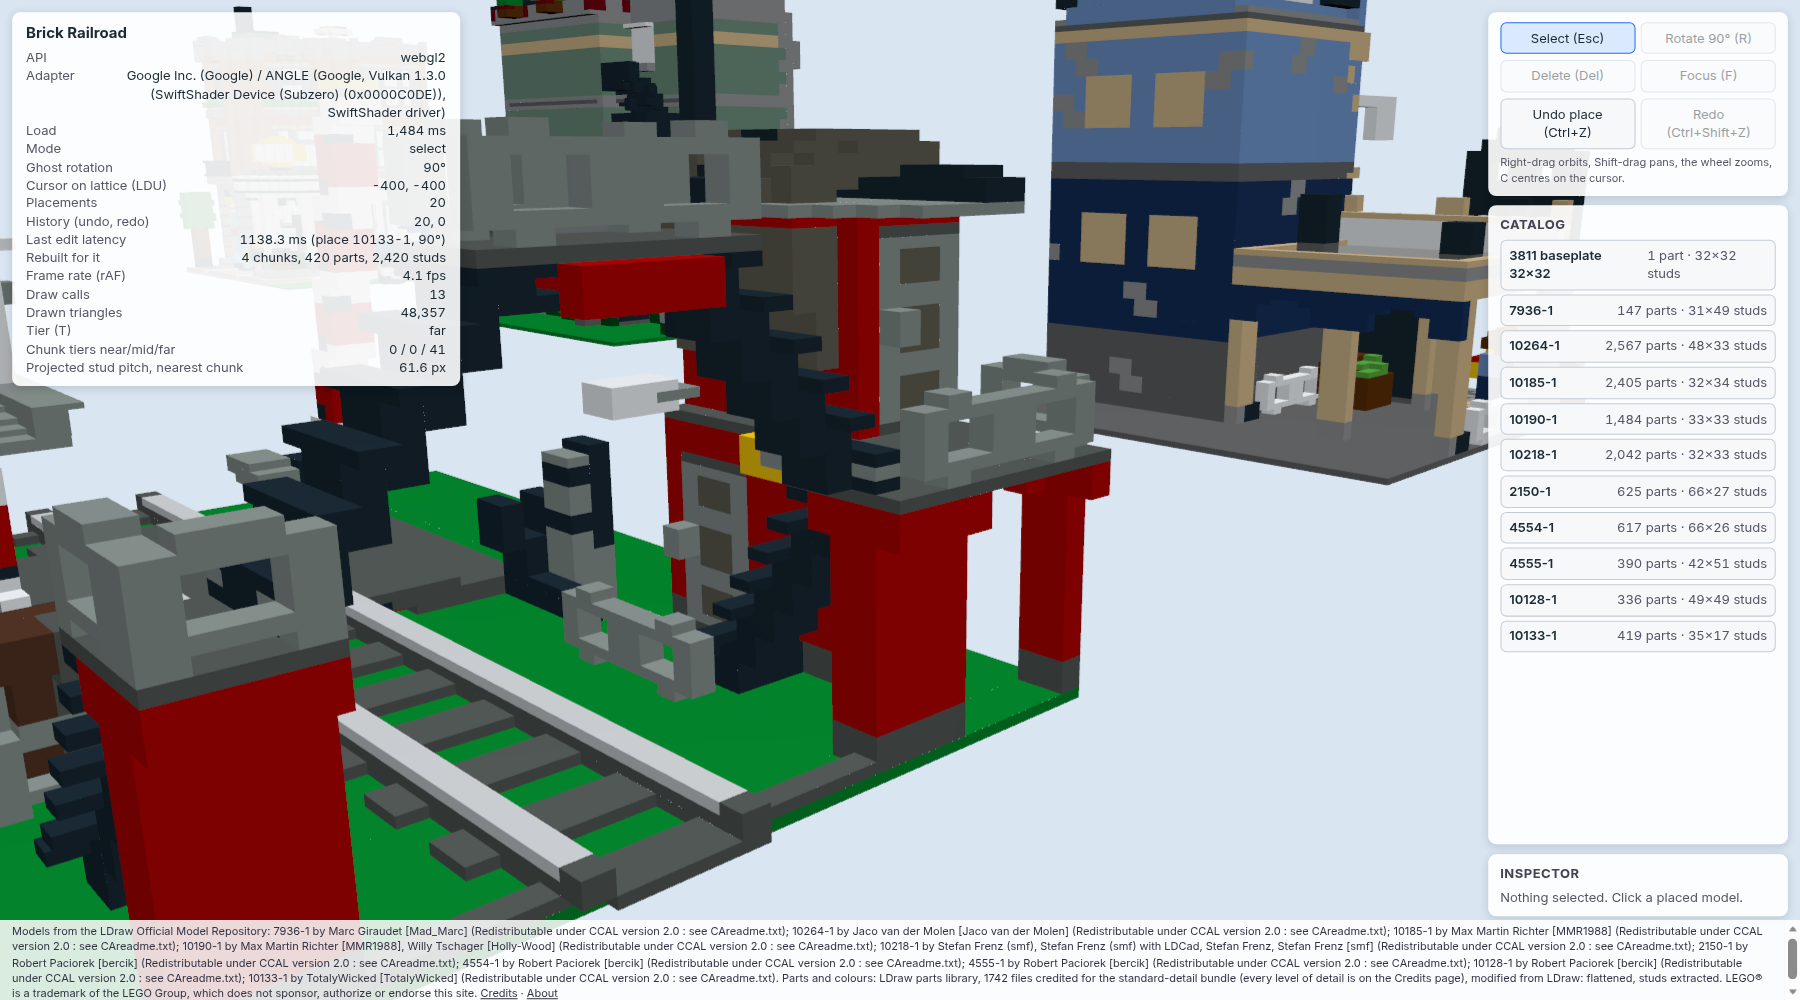 Brick Railroad
API webgl2
Adapter Google Inc. (Google) / ANGLE (Google, Vulkan 1.3.0
(SwiftShader Device (Subzero) (0x0000C0DE)),
SwiftShader driver)
Load 1,484 ms
Mode select
Ghost rotation 90°
Cursor on lattice (LDU) -400, -400
Placements 20
History (undo, redo) 20, 0
Last edit latency 1138.3 ms (place 10133-1, 90°)
Rebuilt for it 4 chunks, 420 parts, 2,420 studs
Frame rate (rAF) 4.1 fps
Draw calls 13
Drawn triangles 48,357
Tier (T) far
Chunk tiers near/mid/far 0 / 0 / 41
Projected stud pitch, nearest chunk 61.6 px
Select (Esc) Rotate 90° (R)
Delete (Del) Focus (F)
Undo place (Ctrl+Z) Redo (Ctrl+Shift+Z)
Right-drag orbits, Shift-drag pans, the wheel zooms,
C centres on the cursor.
CATALOG
3811 baseplate 32×32 1 part · 32×32 studs
7936-1 147 parts · 31×49 studs
10264-1 2,567 parts · 48×33 studs
10185-1 2,405 parts · 32×34 studs
10190-1 1,484 parts · 33×33 studs
10218-1 2,042 parts · 32×33 studs
2150-1 625 parts · 66×27 studs
4554-1 617 parts · 66×26 studs
4555-1 390 parts · 42×51 studs
10128-1 336 parts · 49×49 studs
10133-1 419 parts · 35×17 studs
INSPECTOR
Nothing selected. Click a placed model.
Models from the LDraw Official Model Repository: 7936-1 by Marc Giraudet [Mad_Marc] (Redistributable under CCAL version 2.0 : see CAreadme.txt); 10264-1 by Jaco van der Molen [Jaco van der Molen] (Redistributable under CCAL version 2.0 : see CAreadme.txt); 10185-1 by Max Martin Richter [MMR1988] (Redistributable under CCAL
version 2.0 : see CAreadme.txt); 10190-1 by Max Martin Richter [MMR1988], Willy Tschager [Holly-Wood] (Redistributable under CCAL version 2.0 : see CAreadme.txt); 10218-1 by Stefan Frenz (smf), Stefan Frenz (smf) with LDCad, Stefan Frenz, Stefan Frenz [smf] (Redistributable under CCAL version 2.0 : see CAreadme.txt); 2150-1 by
Robert Paciorek [bercik] (Redistributable under CCAL version 2.0 : see CAreadme.txt); 4554-1 by Robert Paciorek [bercik] (Redistributable under CCAL version 2.0 : see CAreadme.txt); 4555-1 by Robert Paciorek [bercik] (Redistributable under CCAL version 2.0 : see CAreadme.txt); 10128-1 by Robert Paciorek [bercik] (Redistributable
under CCAL version 2.0 : see CAreadme.txt); 10133-1 by TotalyWicked [TotalyWicked] (Redistributable under CCAL version 2.0 : see CAreadme.txt). Parts and colours: LDraw parts library, 1742 files credited for the standard-detail bundle (every level of detail is on the Credits page), modified from LDraw: flattened, studs extracted. LEGO®
is a trademark of the LEGO Group, which does not sponsor, authorize or endorse this site. Credits · About